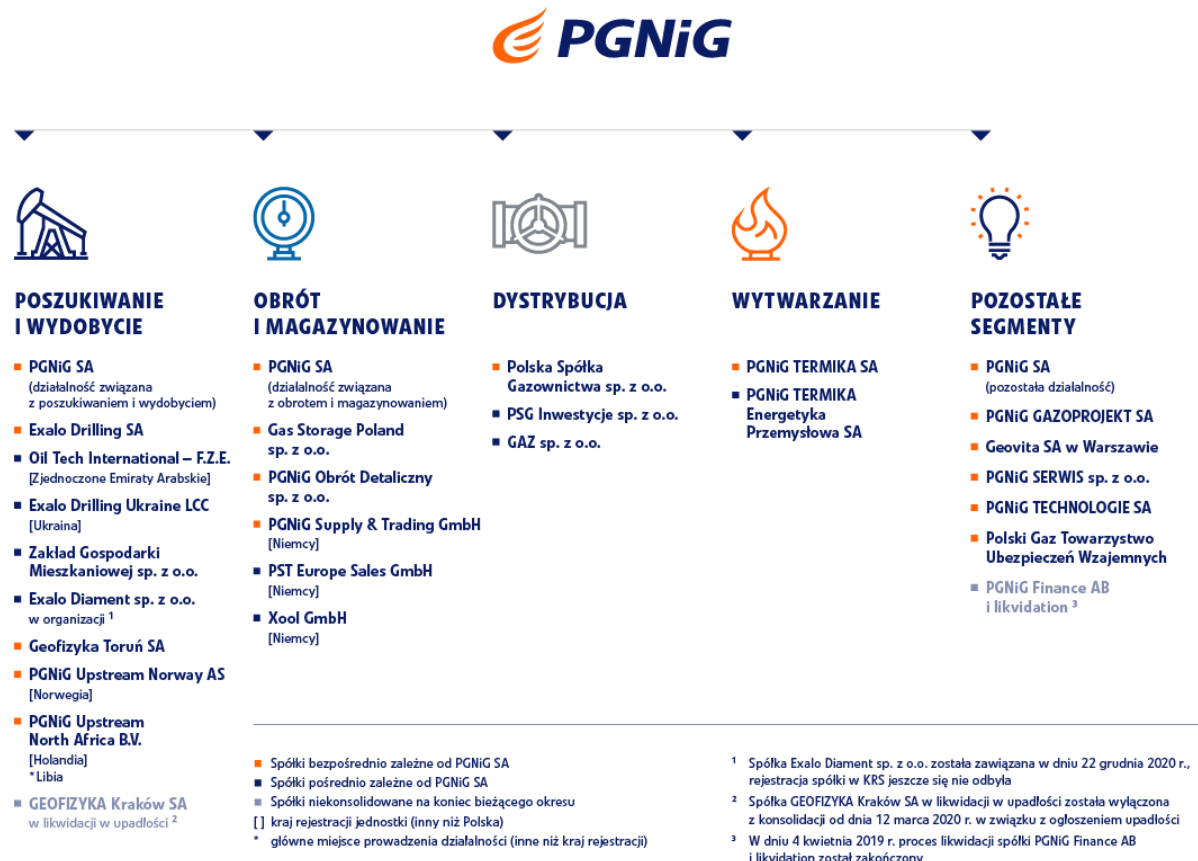 PGNiG
POSZUKIWANIE
I WYDOBYCIE
PGNiG SA
(działalność związana
z poszukiwaniem i wydobyciem)
Exalo Drilling SA
Oil Tech International – F.Z.E.
[Zjednoczone Emiraty Arabskie]
Exalo Drilling Ukraine LCC
[Ukraina]
Zakład Gospodarki
Mieszkaniowej sp. z o.o.
Exalo Diament sp. z o.o.
w organizacji ¹
Geofizyka Toruń SA
PGNiG Upstream Norway AS
[Norwegia]
PGNiG Upstream
North Africa B.V.
[Holandia]
* Libia
GEOFIZYKA Kraków SA
w likwidacji w upadłości ²
OBRÓT
I MAGAZYNOWANIE
PGNiG SA
(działalność związana
z obrotem i magazynowaniem)
Gas Storage Poland
sp. z o.o.
PGNiG Obrót Detaliczny
sp. z o.o.
PGNiG Supply & Trading GmbH
[Niemcy]
PST Europe Sales GmbH
[Niemcy]
Xool GmbH
[Niemcy]
DYSTRYBUCJA
Polska Spółka
Gazownictwa sp. z o.o.
PSG Inwestycje sp. z o.o.
GAZ sp. z o.o.
WYTWARZANIE
PGNiG TERMIKA SA
PGNiG TERMIKA
Energetyka
Przemysłowa SA
POZOSTAŁE
SEGMENTY
PGNiG SA
(pozostała działalność)
PGNiG GAZOPROJEKT SA
Geovita SA w Warszawie
PGNiG SERWIS sp. z o.o.
PGNiG TECHNOLOGIE SA
Polski Gaz Towarzystwo
Ubezpieczeń Wzajemnych
PGNiG Finance AB
i likvidation ³
Spółki bezpośrednio zależne od PGNiG SA
Spółki pośrednio zależne od PGNiG SA
Spółki niekonsolidowane na koniec bieżącego okresu
[ ] kraj rejestracji jednostki (inny niż Polska)
* główne miejsce prowadzenia działalności (inne niż kraj rejestracji)
¹ Spółka Exalo Diament sp. z o.o. została zawiązana w dniu 22 grudnia 2020 r.,
rejestracja spółki w KRS jeszcze się nie odbyła
² Spółka GEOFIZYKA Kraków SA w likwidacji w upadłości została wyłączona
z konsolidacji od dnia 12 marca 2020 r. w związku z ogłoszeniem upadłości
³ W dniu 4 kwietnia 2019 r. proces likwidacji spółki PGNiG Finance AB
i likvidation został zakończony